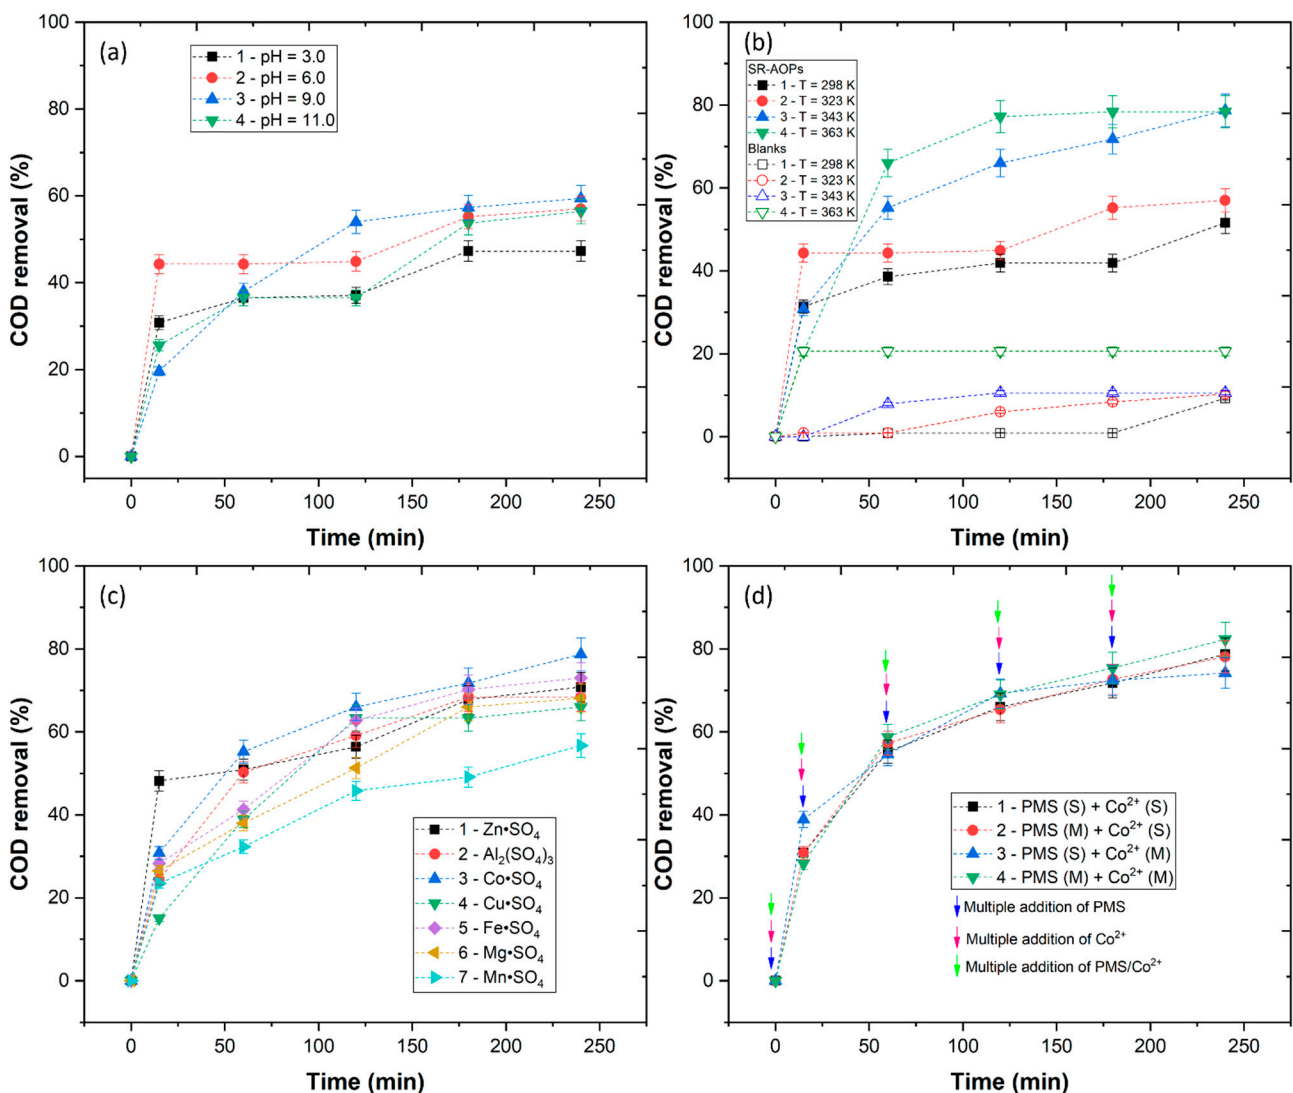 (a)
1 - pH = 3.0
2 - pH = 6.0
3 - pH = 9.0
4 - pH = 11.0
COD removal (%)
100
80
60
40
20
0
0 50 100 150 200 250
Time (min)
(b)
SR-AOPs
1 - T = 298 K
2 - T = 323 K
3 - T = 343 K
4 - T = 363 K
Blanks
1 - T = 298 K
2 - T = 323 K
3 - T = 343 K
4 - T = 363 K
COD removal (%)
100
80
60
40
20
0
0 50 100 150 200 250
Time (min)
(c)
1 - Zn•SO₄
2 - Al₂(SO₄)₃
3 - Co•SO₄
4 - Cu•SO₄
5 - Fe•SO₄
6 - Mg•SO₄
7 - Mn•SO₄
COD removal (%)
100
80
60
40
20
0
0 50 100 150 200 250
Time (min)
(d)
1 - PMS (S) + Co²⁺ (S)
2 - PMS (M) + Co²⁺ (S)
3 - PMS (S) + Co²⁺ (M)
4 - PMS (M) + Co²⁺ (M)
Multiple addition of PMS
Multiple addition of Co²⁺
Multiple addition of PMS/Co²⁺
COD removal (%)
100
80
60
40
20
0
0 50 100 150 200 250
Time (min)